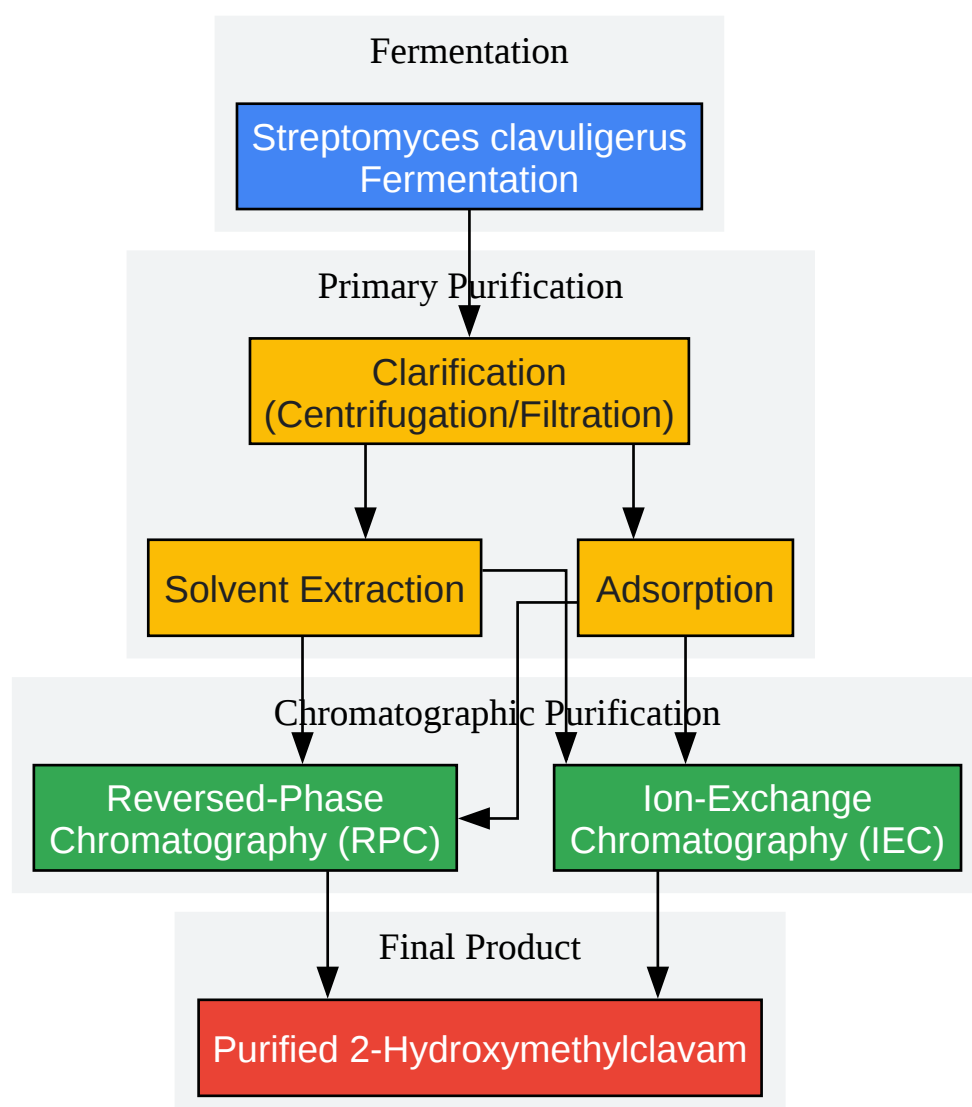 Fermentation
Streptomyces clavuligerus
Fermentation
Primary Purification
Clarification
(Centrifugation/Filtration)
Solvent Extraction
Adsorption
Chromatographic Purification
Reversed-Phase
Chromatography (RPC)
Ion-Exchange
Chromatography (IEC)
Final Product
Purified 2-Hydroxymethylclavam